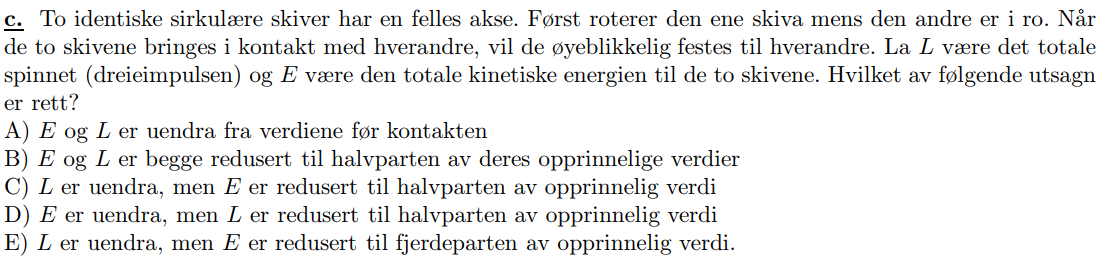 c. To identiske sirkulære skiver har en felles akse. Først roterer den ene skiva mens den andre er i ro. Når
de to skivene bringes i kontakt med hverandre, vil de øyeblikkelig festes til hverandre. La L være det totale
spinnet (dreieimpulsen) og E være den totale kinetiske energien til de to skivene. Hvilket av følgende utsagn
er rett?
A) E og L er uendra fra verdiene før kontakten
B) E og L er begge redusert til halvparten av deres opprinnelige verdier
C) L er uendra, men E er redusert til halvparten av opprinnelig verdi
D) E er uendra, men L er redusert til halvparten av opprinnelig verdi
E) L er uendra, men E er redusert til fjerdeparten av opprinnelig verdi.